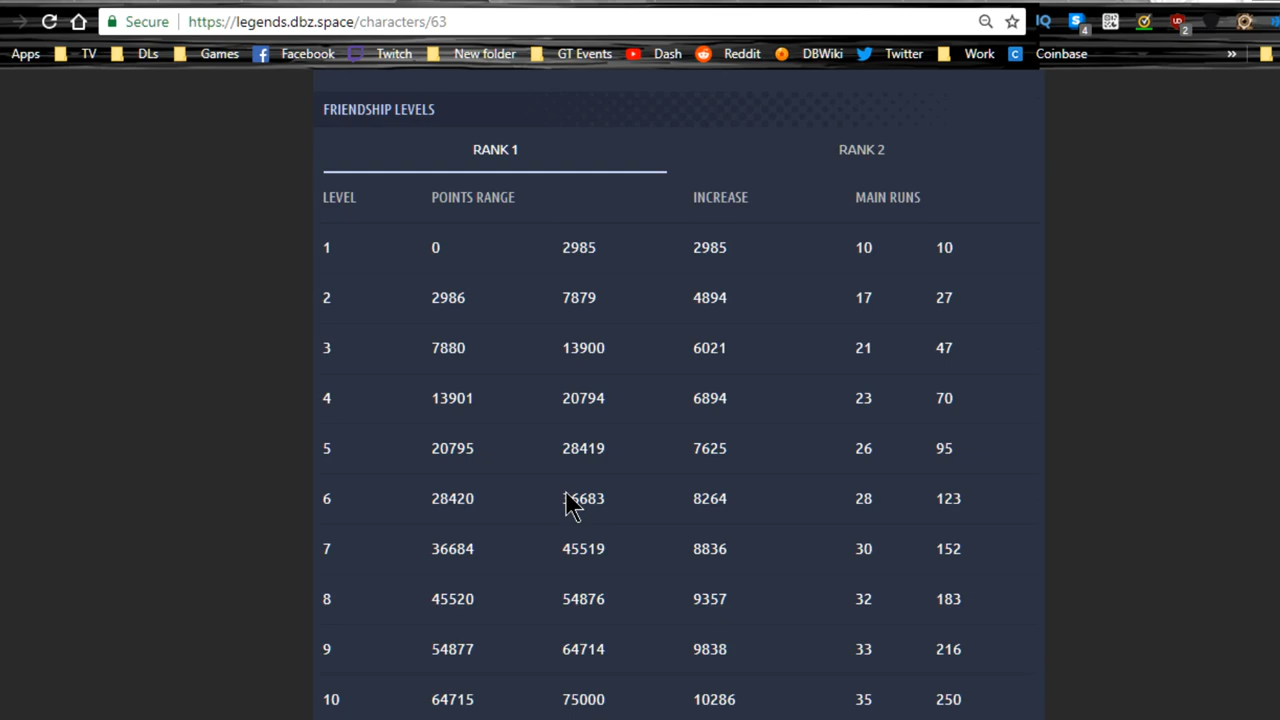 Secure https://legends.dbz.space/characters/63
Apps TV DLs Games Facebook Twitch New folder GT Events Dash Reddit DBWiki Twitter Work Coinbase »
FRIENDSHIP LEVELS
RANK 1 RANK 2
LEVEL POINTS RANGE INCREASE MAIN RUNS
1 0 2985 2985 10 10
2 2986 7879 4894 17 27
3 7880 13900 6021 21 47
4 13901 20794 6894 23 70
5 20795 28419 7625 26 95
6 28420 8264 28 123
7 36684 45519 8836 30 152
8 45520 54876 9357 32 183
9 54877 64714 9838 33 216
10 64715 75000 10286 35 250